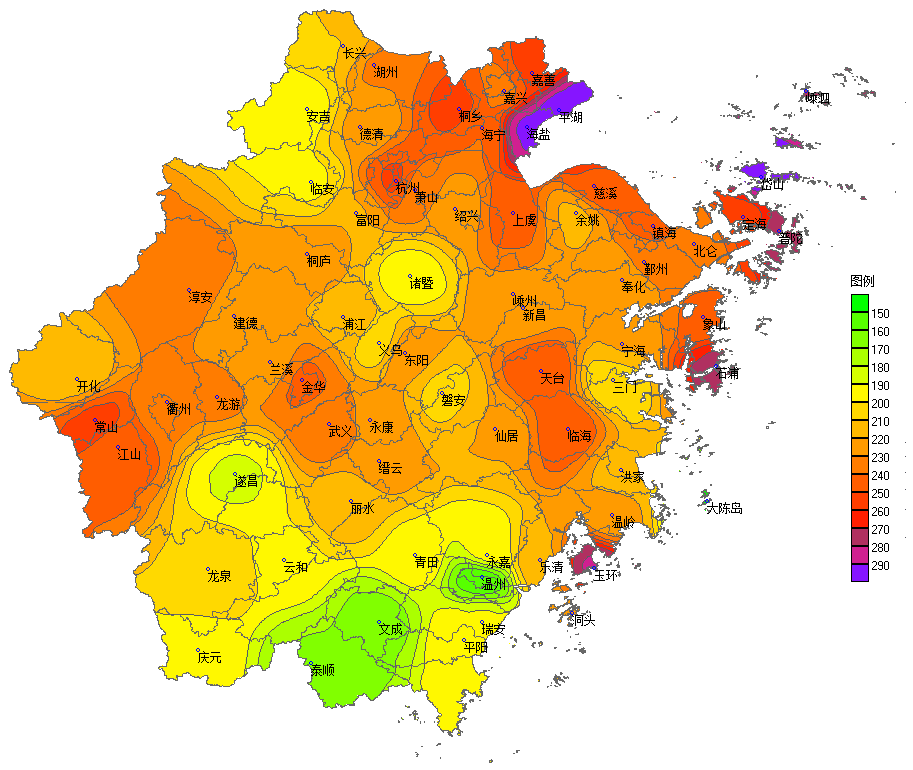 长兴
湖州
嘉善
嘉兴
嵊泗
安吉
桐乡
平湖
德清
海宁
海盐
临安
杭州
萧山
慈溪
岱山
富阳
绍兴
上虞
余姚
镇海
定海
普陀
桐庐
北仑
鄞州
诸暨
奉化
图例
淳安
嵊州
建德
浦江
新昌
象山
义乌
宁海
东阳
兰溪
石浦
开化
金华
天台
三门
衢州
龙游
磐安
常山
武义
永康
仙居
临海
江山
缙云
遂昌
洪家
丽水
大陈岛
温岭
龙泉
云和
青田
永嘉
乐清
玉环
温州
洞头
文成
瑞安
平阳
庆元
泰顺
150
160
170
180
190
200
210
220
230
240
250
260
270
280
290